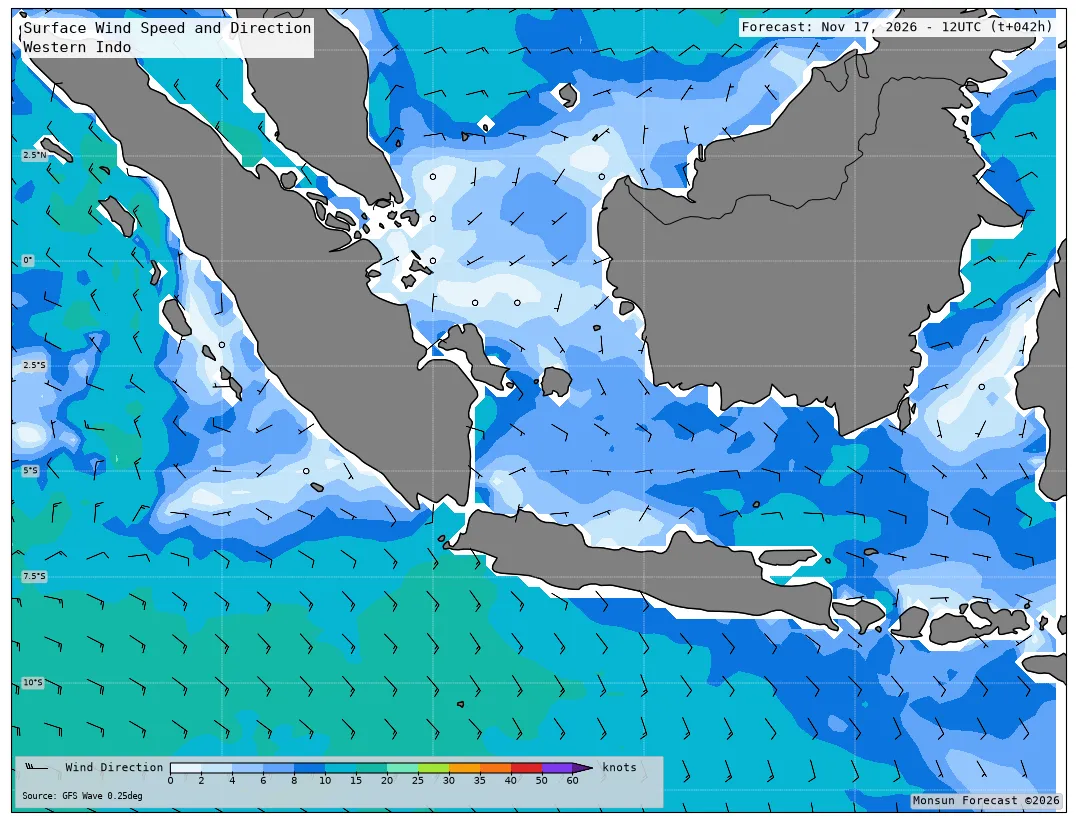 Surface Wind Speed and Direction
Western Indo
Forecast: Nov 17, 2026 - 12UTC (t+042h)
2.5°N
0°
2.5°S
5°S
7.5°S
10°S
Wind Direction
0 2 4 6 8 10 15 20 25 30 35 40 50 60
knots
Source: GFS Wave 0.25deg
Monsun Forecast ©2026